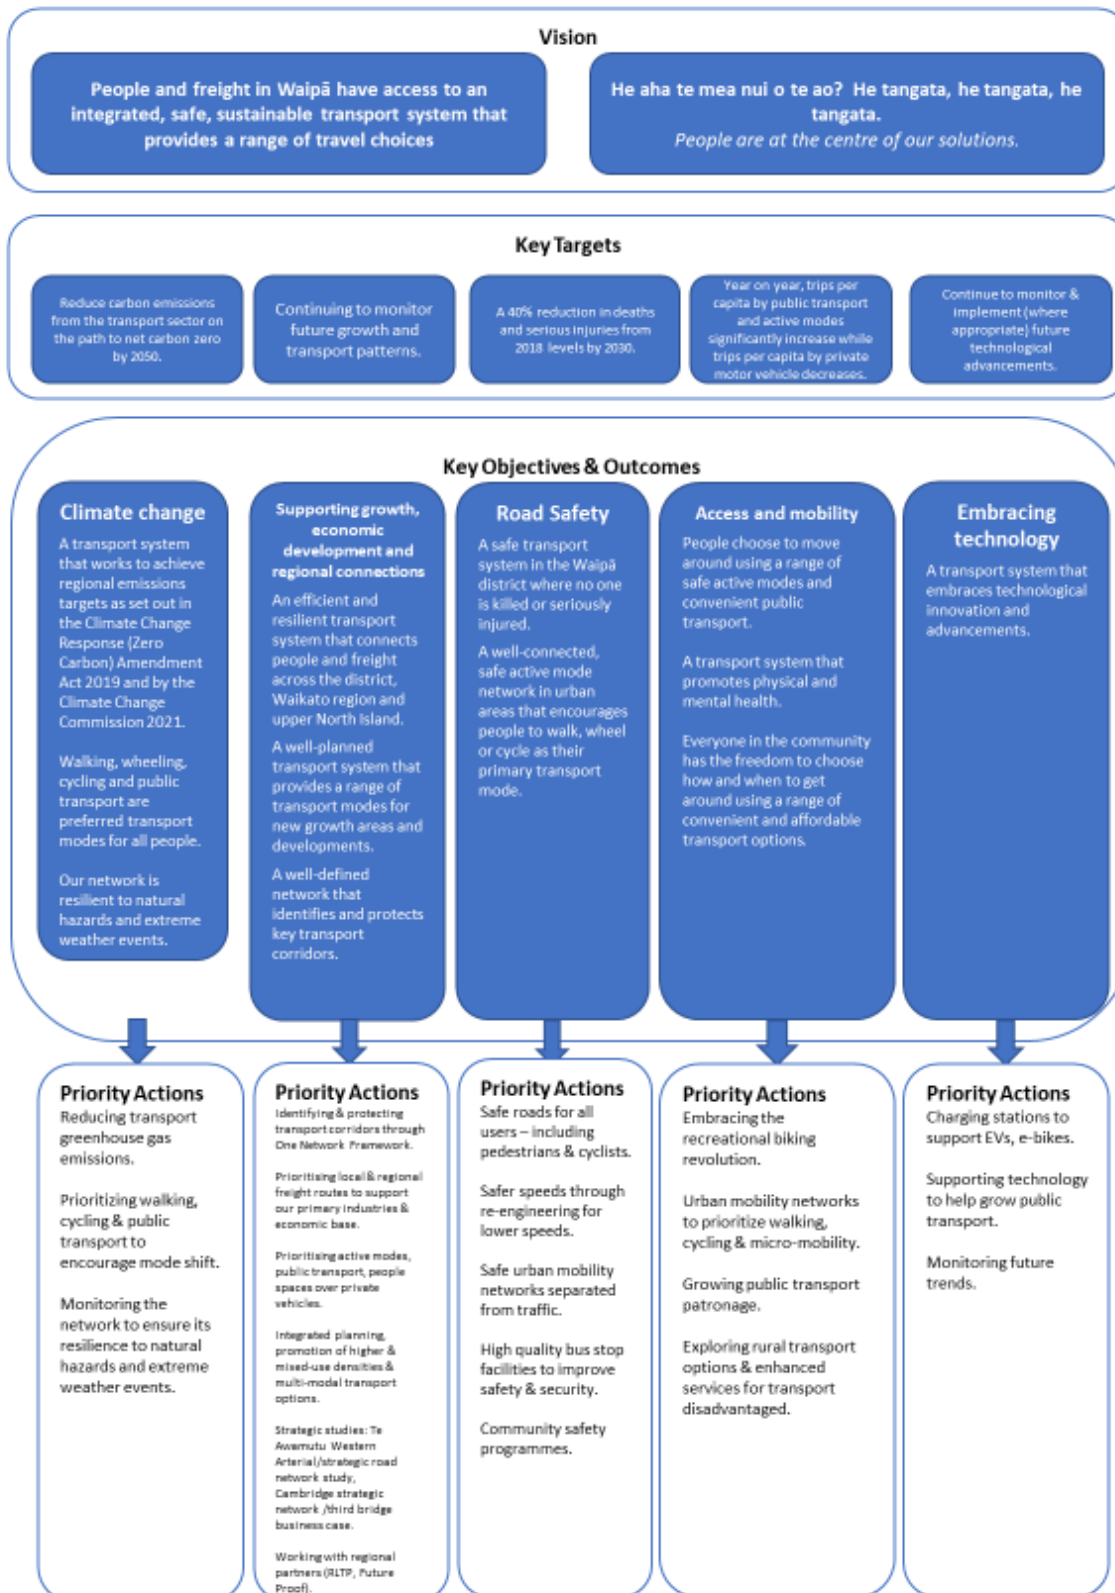 Vision
People and freight in Waipā have access to an
integrated, safe, sustainable transport system that
provides a range of travel choices
He aha te mea nui o te ao? He tangata, he tangata, he
tangata.
People are at the centre of our solutions.
Key Targets
Reduce carbon emissions
from the transport sector on
the path to net carbon zero
by 2050.
Continuing to monitor
future growth and
transport patterns.
A 40% reduction in deaths
and serious injuries from
2018 levels by 2030.
Year on year, trips per
capita by public transport
and active modes
significantly increase while
trips per capita by private
motor vehicle decreases.
Continue to monitor &
implement (where
appropriate) future
technological
advancements.
Key Objectives & Outcomes
Climate change
A transport system
that works to achieve
regional emissions
targets as set out in
the Climate Change
Response (Zero
Carbon) Amendment
Act 2019 and by the
Climate Change
Commission 2021.
Walking, wheeling,
cycling and public
transport are
preferred transport
modes for all people.
Our network is
resilient to natural
hazards and extreme
weather events.
Supporting growth,
economic
development and
regional connections
An efficient and
resilient transport
system that connects
people and freight
across the district,
Waikato region and
upper North Island.
A well-planned
transport system that
provides a range of
transport modes for
new growth areas and
developments.
A well-defined
network that
identifies and protects
key transport
corridors.
Road Safety
A safe transport
system in the Waipā
district where no one
is killed or seriously
injured.
A well-connected,
safe active mode
network in urban
areas that encourages
people to walk, wheel
or cycle as their
primary transport
mode.
Access and mobility
People choose to move
around using a range of
safe active modes and
convenient public
transport.
A transport system that
promotes physical and
mental health.
Everyone in the community
has the freedom to choose
how and when to get
around using a range of
convenient and affordable
transport options.
Embracing
technology
A transport system that
embraces technological
innovation and
advancements.
Priority Actions
Reducing transport
greenhouse gas
emissions.
Prioritizing walking,
cycling & public
transport to
encourage mode shift.
Monitoring the
network to ensure its
resilience to natural
hazards and extreme
weather events.
Priority Actions
Identifying & protecting
transport corridors through
One Network Framework.
Prioritising local & regional
freight routes to support
our primary industries &
economic base.
Prioritising active modes,
public transport, people
spaces over private
vehicles.
Integrated planning,
promotion of higher &
mixed-use densities &
multi-modal transport
options.
Strategic studies: Te
Awamutu Western
Arterial/strategic road
network study,
Cambridge strategic
network /third bridge
business case.
Working with regional
partners (RLTP, Future
Proof).
Priority Actions
Safe roads for all
users – including
pedestrians & cyclists.
Safer speeds through
re-engineering for
lower speeds.
Safe urban mobility
networks separated
from traffic.
High quality bus stop
facilities to improve
safety & security.
Community safety
programmes.
Priority Actions
Embracing the
recreational biking
revolution.
Urban mobility networks
to prioritize walking,
cycling & micro-mobility.
Growing public transport
patronage.
Exploring rural transport
options & enhanced
services for transport
disadvantaged.
Priority Actions
Charging stations to
support EVs, e-bikes.
Supporting technology
to help grow public
transport.
Monitoring future
trends.